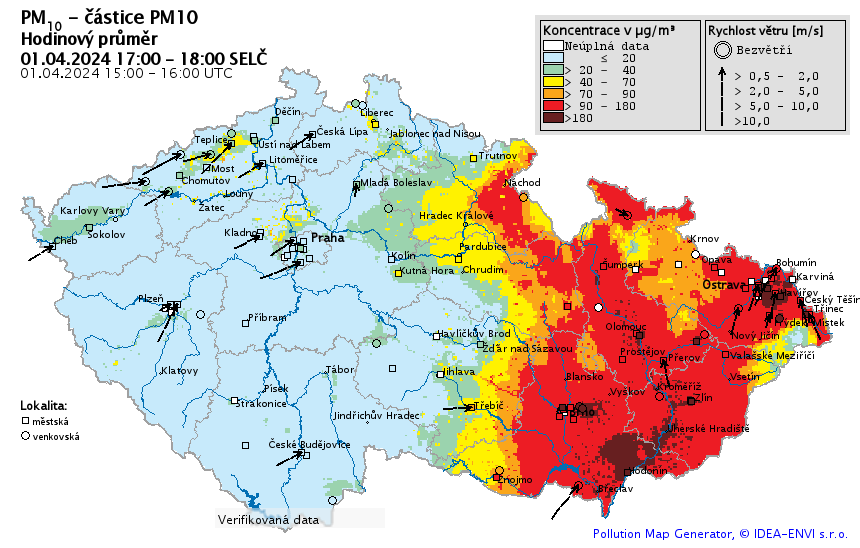 PM10 – částice PM10
Hodinový průměr
01.04.2024 17:00 – 18:00 SELČ
01.04.2024 15:00 – 16:00 UTC
Koncentrace v µg/m³
Neúplná data
≤ 20
> 20 - 40
> 40 - 70
> 70 - 90
> 90 - 180
>180
Rychlost větru [m/s]
Bezvětří
> 0,5 - 2,0
> 2,0 - 5,0
> 5,0 - 10,0
>10,0
Děčín
Liberec
Česká Lípa
Jablonec nad Nisou
Teplice
Ústí nad Labem
Trutnov
Litoměřice
Most
Chomutov
Mladá Boleslav
Náchod
Louny
Žatec
Karlovy Vary
Hradec Králové
Sokolov
Kladno
Praha
Cheb
Krnov
Pardubice
Kolín
Opava
Bohumín
Šumperk
Kutná Hora
Chrudim
Karviná
Ostrava
Havířov
Plzeň
Český Těšín
Třinec
Příbram
Frýdek Místek
Olomouc
Nový Jičín
Havlíčkův Brod
Žďár nad Sázavou
Prostějov
Přerov
Valašské Meziříčí
Klatovy
Tábor
Jihlava
Blansko
Vsetín
Písek
Kroměříž
Vyškov
Strakonice
Zlín
Třebíč
Brno
Jindřichův Hradec
Uherské Hradiště
České Budějovice
Hodonín
Znojmo
Břeclav
Lokalita:
městská
venkovská
Verifikovaná data
Pollution Map Generator, © IDEA-ENVI s.r.o.